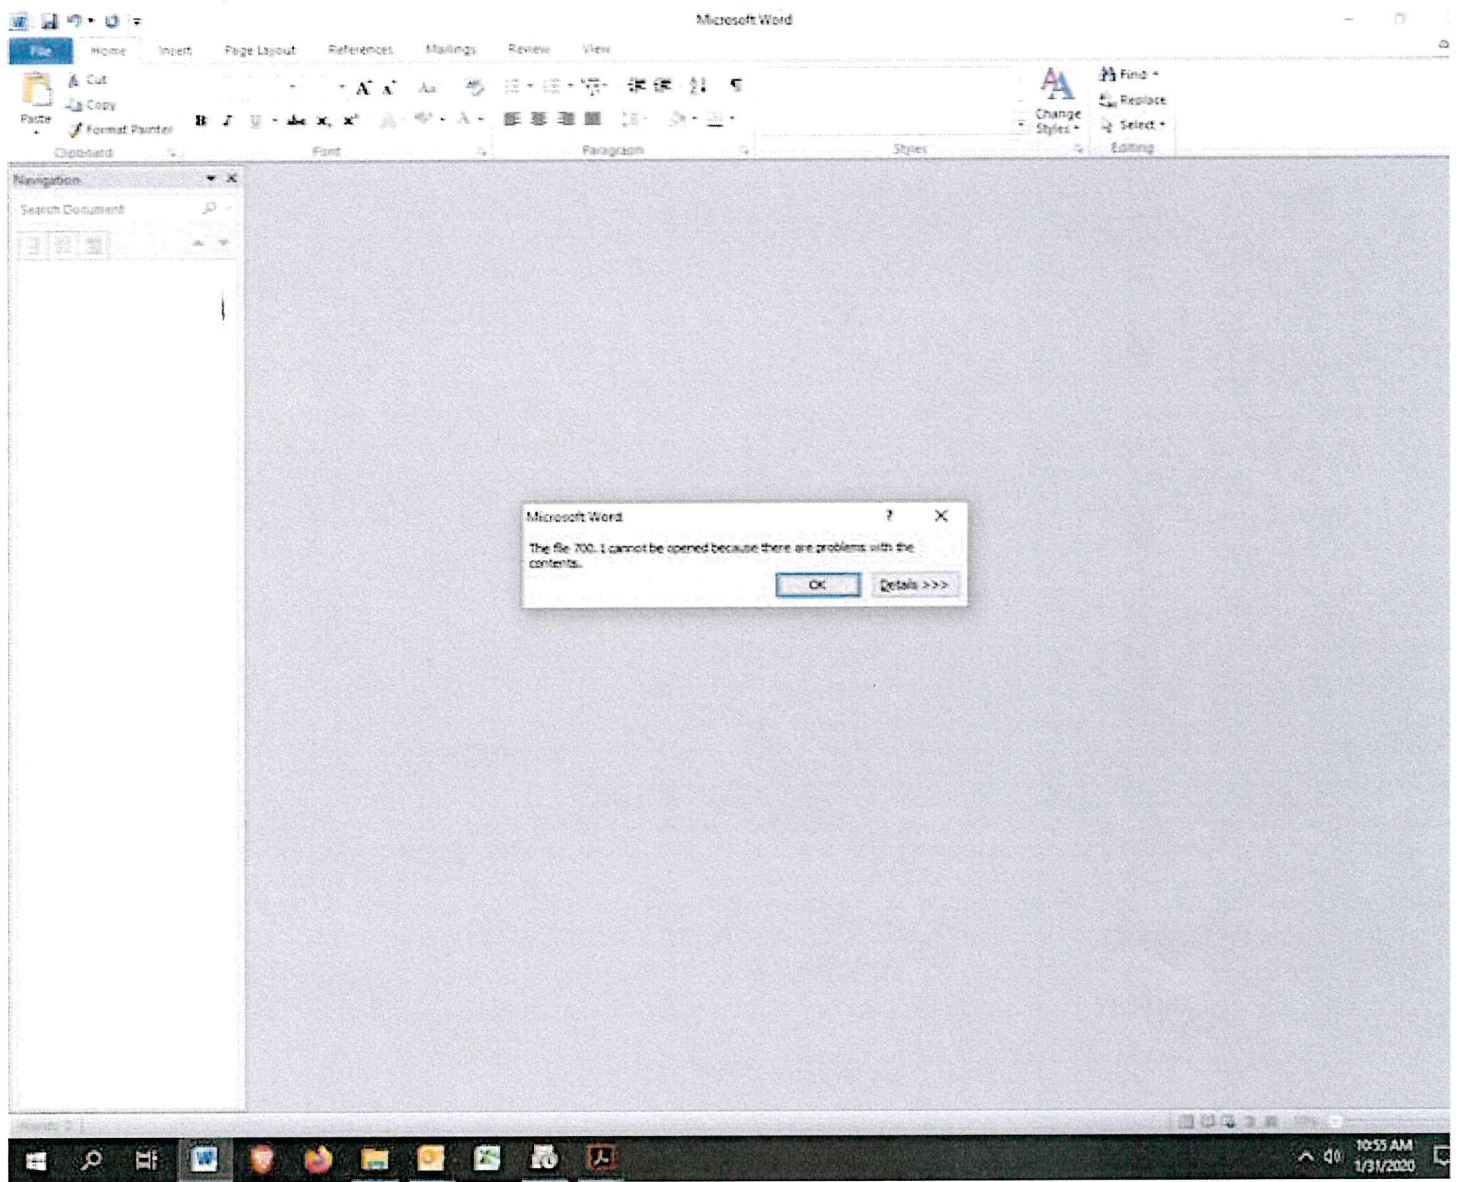 Microsoft Word
File Home Insert Page Layout References Mailings Review View
Cut
Copy
Paste
Format Painter
Clipboard
Font
Paragraph
Styles
Change
Styles
Find
Replace
Select
Editing
Navigation
Search Document
Microsoft Word
The file 700.1 cannot be opened because there are problems with the
contents.
OK Details >>>
10:55 AM
1/31/2020